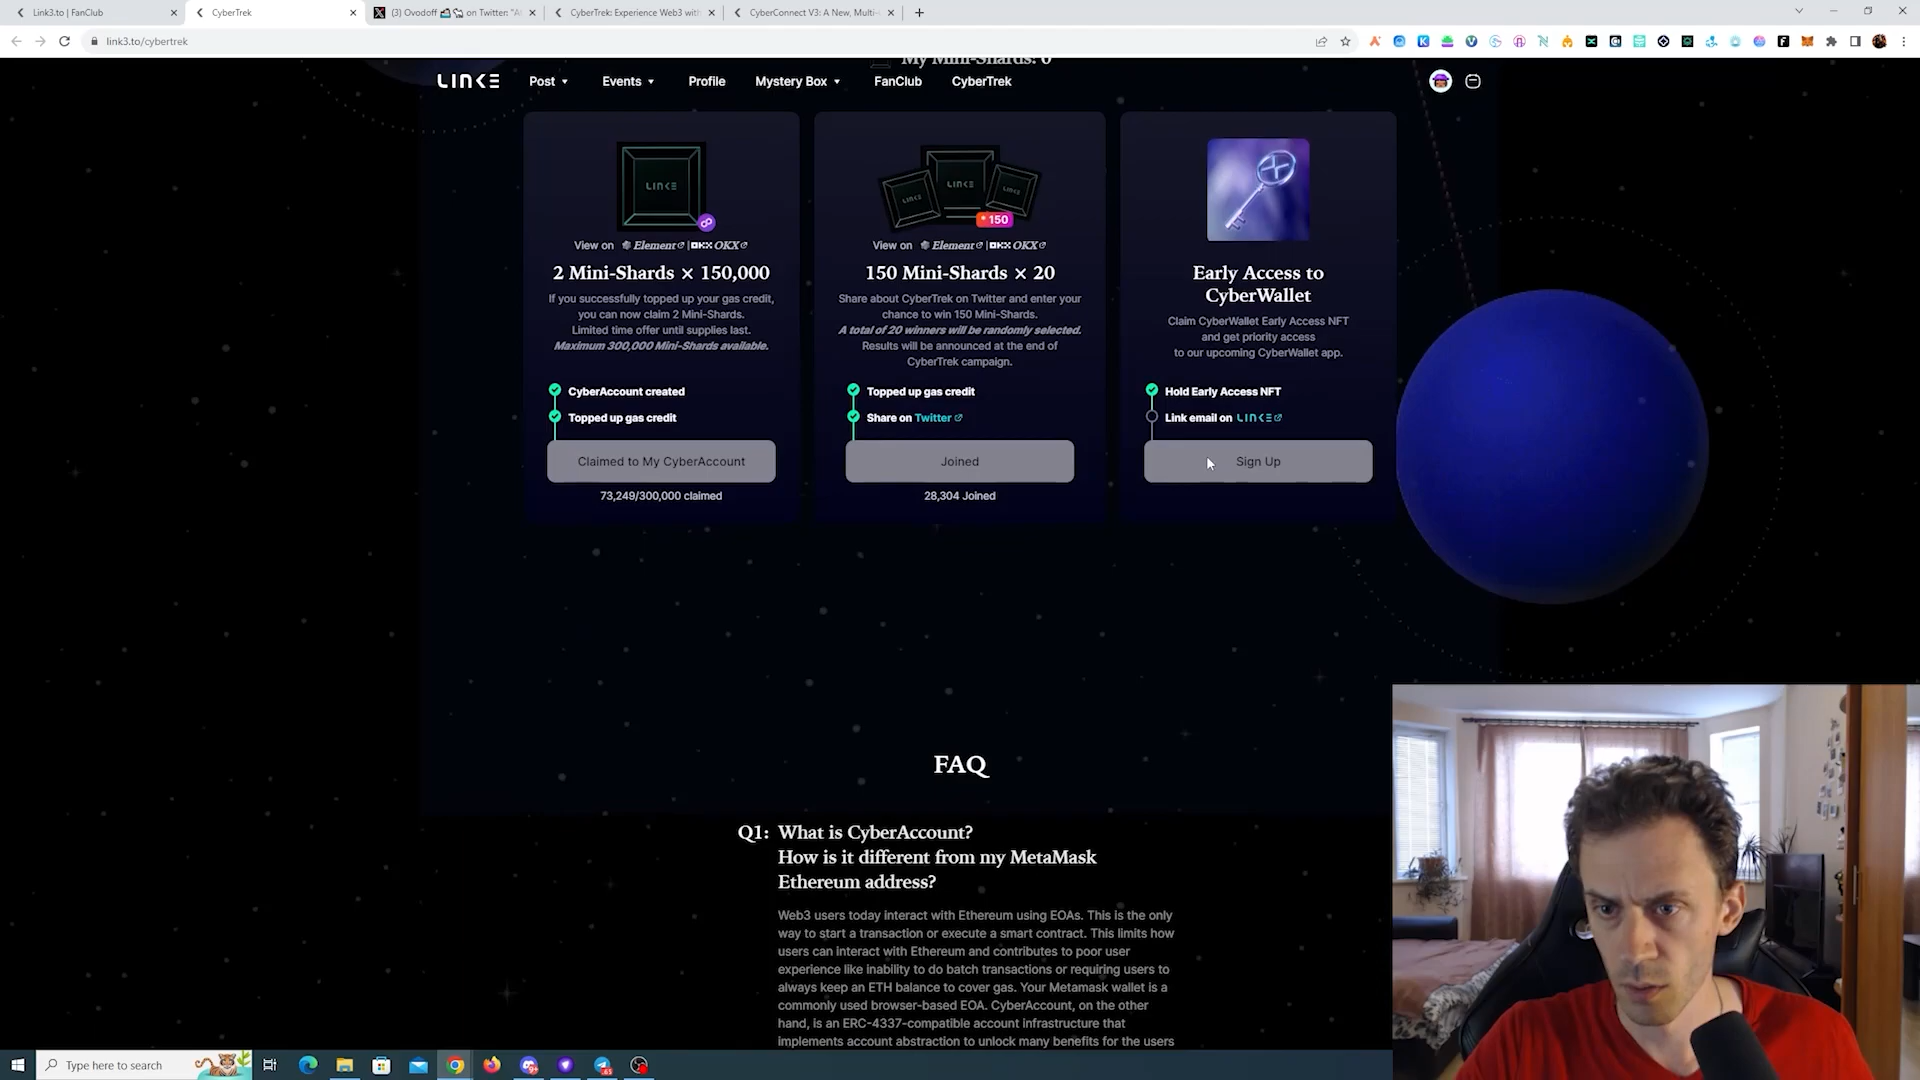 Link3.to | FanClub
CyberTrek
(3) Ovodoff on Twitter: "A
CyberTrek: Experience Web3 with
CyberConnect V3: A New, Multi-
link3.to/cybertrek
My Mini-Shards: 0
LINKE
Post
Events
Profile
Mystery Box
FanClub
CyberTrek
LINKE
View on Element | OKX
2 Mini-Shards × 150,000
If you successfully topped up your gas credit,
you can now claim 2 Mini-Shards.
Limited time offer until supplies last.
Maximum 300,000 Mini-Shards available.
CyberAccount created
Topped up gas credit
Claimed to My CyberAccount
73,249/300,000 claimed
LINKE
LINKE
LINKE
* 150
View on Element | OKX
150 Mini-Shards × 20
Share about CyberTrek on Twitter and enter your
chance to win 150 Mini-Shards.
A total of 20 winners will be randomly selected.
Results will be announced at the end of
CyberTrek campaign.
Topped up gas credit
Share on Twitter
Joined
28,304 Joined
Early Access to
CyberWallet
Claim CyberWallet Early Access NFT
and get priority access
to our upcoming CyberWallet app.
Hold Early Access NFT
Link email on LINKE
Sign Up
FAQ
Q1: What is CyberAccount?
How is it different from my MetaMask
Ethereum address?
Web3 users today interact with Ethereum using EOAs. This is the only
way to start a transaction or execute a smart contract. This limits how
users can interact with Ethereum and contributes to poor user
experience like inability to do batch transactions or requiring users to
always keep an ETH balance to cover gas. Your Metamask wallet is a
commonly used browser-based EOA. CyberAccount, on the other
hand, is an ERC-4337-compatible account infrastructure that
implements account abstraction to unlock many benefits for the users
Type here to search